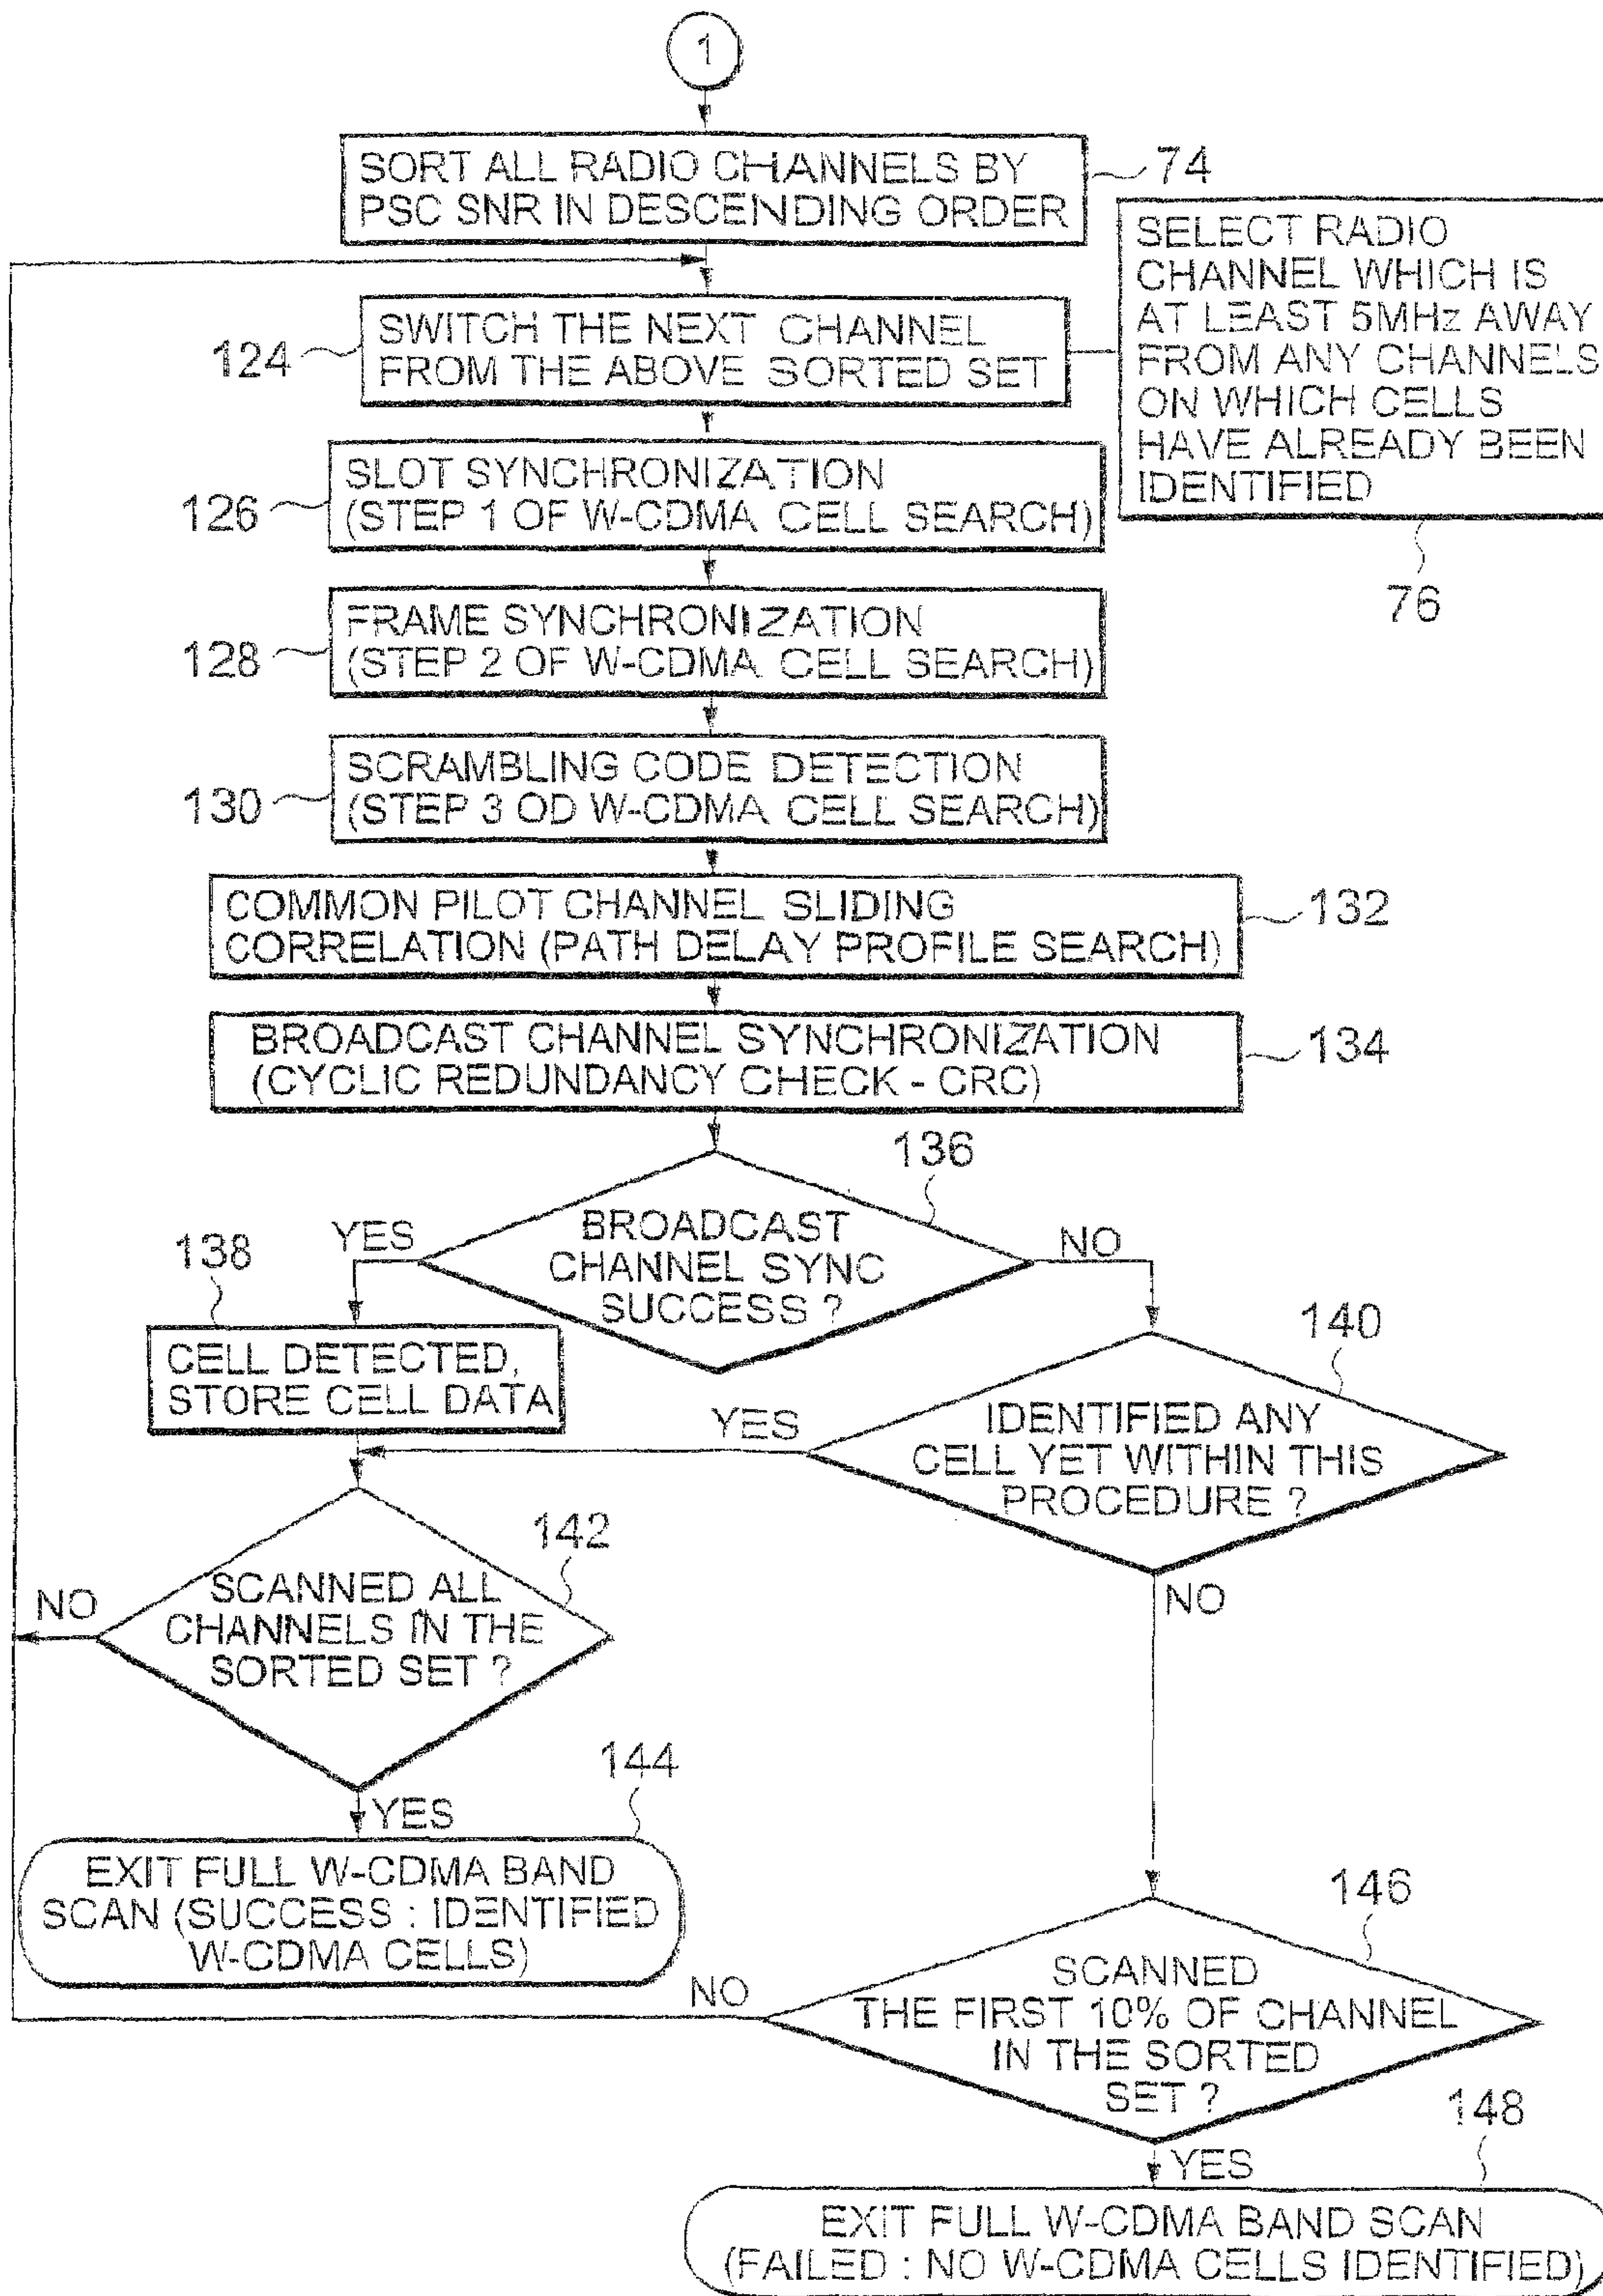 1
SORT ALL RADIO CHANNELS BY
PSC SNR IN DESCENDING ORDER
74
SELECT RADIO
CHANNEL WHICH IS
AT LEAST 5MHz AWAY
FROM ANY CHANNELS
ON WHICH CELLS
HAVE ALREADY BEEN
IDENTIFIED
76
124
SWITCH THE NEXT CHANNEL
FROM THE ABOVE SORTED SET
126
SLOT SYNCHRONIZATION
(STEP 1 OF W-CDMA CELL SEARCH)
128
FRAME SYNCHRONIZATION
(STEP 2 OF W-CDMA CELL SEARCH)
130
SCRAMBLING CODE DETECTION
(STEP 3 OD W-CDMA CELL SEARCH)
COMMON PILOT CHANNEL SLIDING
CORRELATION (PATH DELAY PROFILE SEARCH)
132
BROADCAST CHANNEL SYNCHRONIZATION
(CYCLIC REDUNDANCY CHECK - CRC)
134
136
BROADCAST
CHANNEL SYNC
SUCCESS ?
YES
NO
138
CELL DETECTED,
STORE CELL DATA
140
IDENTIFIED ANY
CELL YET WITHIN THIS
PROCEDURE ?
YES
NO
142
SCANNED ALL
CHANNELS IN THE
SORTED SET ?
NO
YES
144
EXIT FULL W-CDMA BAND
SCAN (SUCCESS : IDENTIFIED
W-CDMA CELLS)
146
SCANNED
THE FIRST 10% OF CHANNEL
IN THE SORTED
SET ?
NO
YES
148
EXIT FULL W-CDMA BAND SCAN
(FAILED : NO W-CDMA CELLS IDENTIFIED)